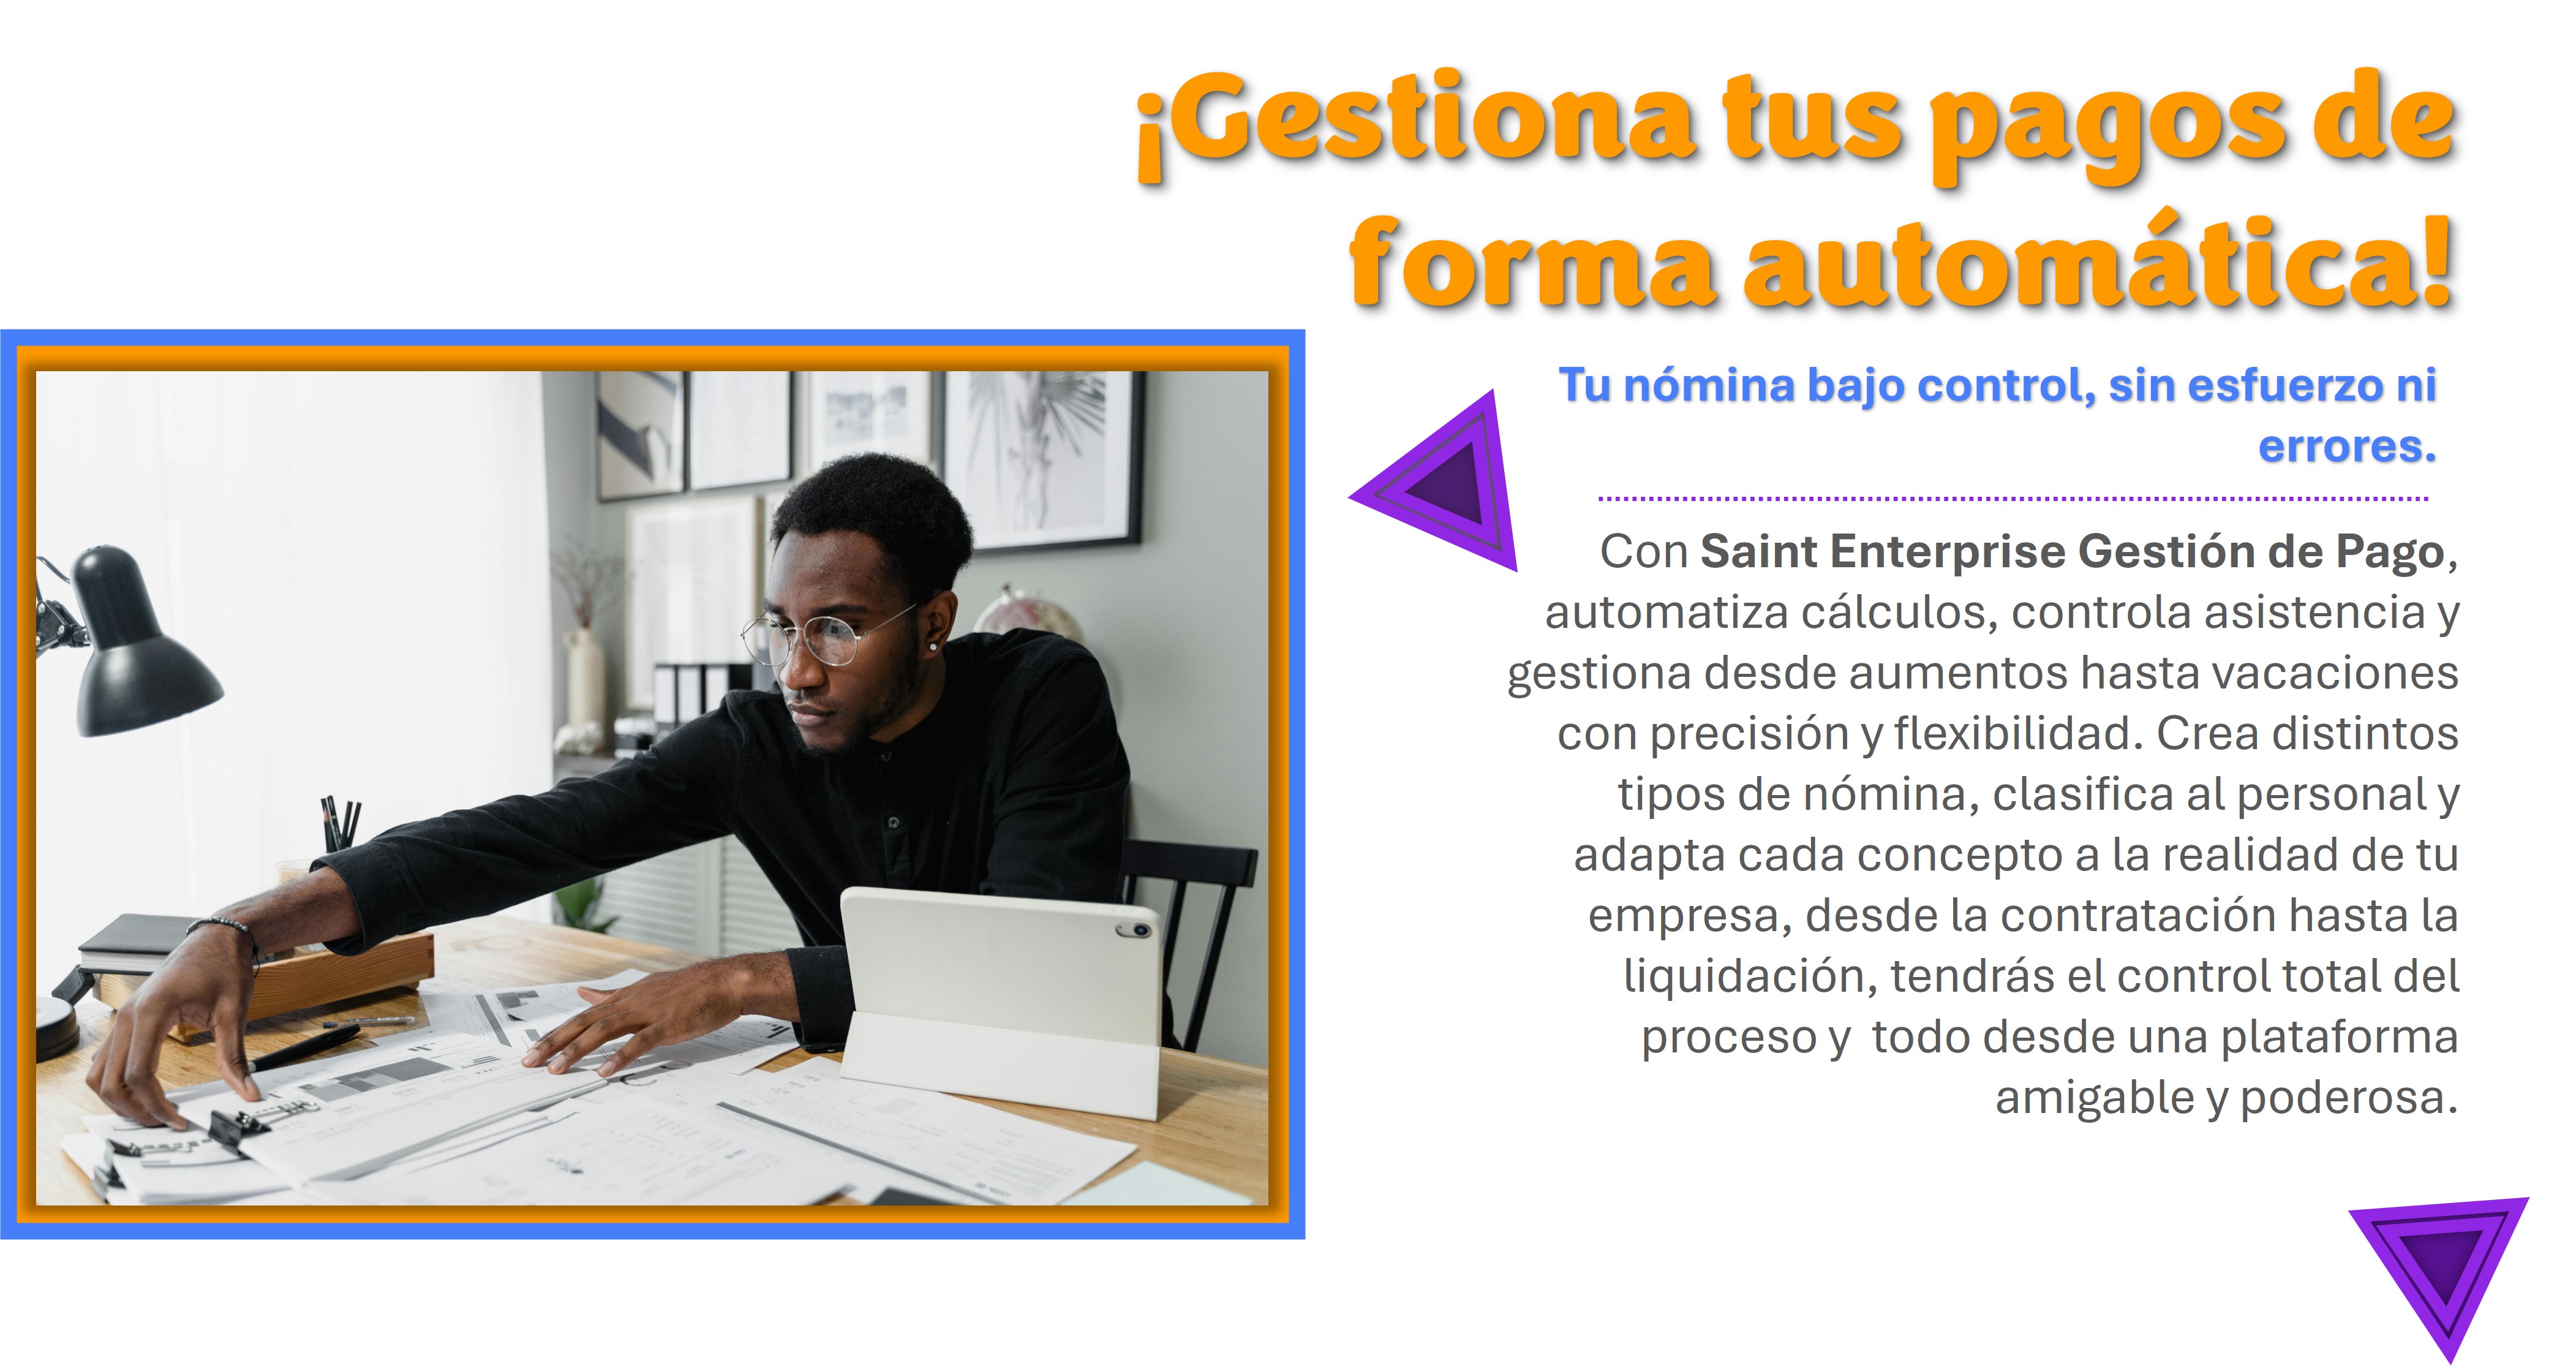 ¡Gestiona tus pagos de
forma automática!
Tu nómina bajo control, sin esfuerzo ni
errores.
Con Saint Enterprise Gestión de Pago,
automatiza cálculos, controla asistencia y
gestiona desde aumentos hasta vacaciones
con precisión y flexibilidad. Crea distintos
tipos de nómina, clasifica al personal y
adapta cada concepto a la realidad de tu
empresa, desde la contratación hasta la
liquidación, tendrás el control total del
proceso y  todo desde una plataforma
amigable y poderosa.